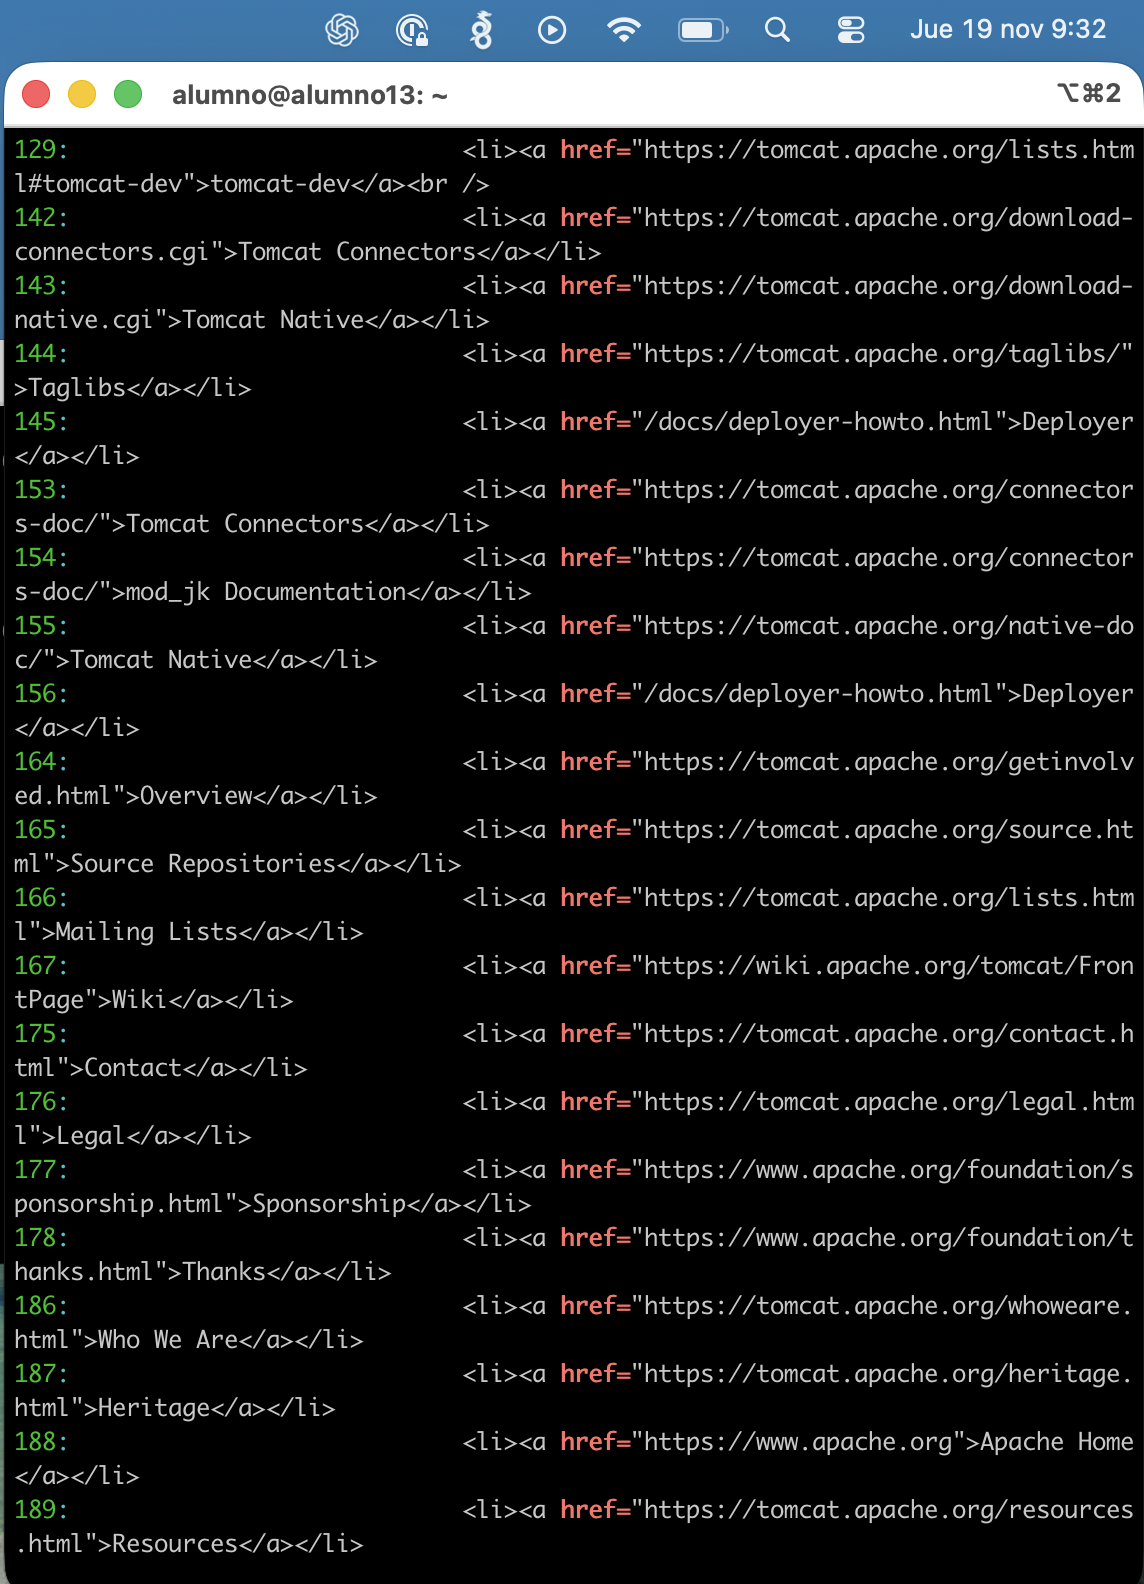 Jue 19 nov 9:32
alumno@alumno13: ~ ⌥⌘2
129: <li><a href="https://tomcat.apache.org/lists.htm
l#tomcat-dev">tomcat-dev</a><br />
142: <li><a href="https://tomcat.apache.org/download-
connectors.cgi">Tomcat Connectors</a></li>
143: <li><a href="https://tomcat.apache.org/download-
native.cgi">Tomcat Native</a></li>
144: <li><a href="https://tomcat.apache.org/taglibs/"
>Taglibs</a></li>
145: <li><a href="/docs/deployer-howto.html">Deployer
</a></li>
153: <li><a href="https://tomcat.apache.org/connector
s-doc/">Tomcat Connectors</a></li>
154: <li><a href="https://tomcat.apache.org/connector
s-doc/">mod_jk Documentation</a></li>
155: <li><a href="https://tomcat.apache.org/native-do
c/">Tomcat Native</a></li>
156: <li><a href="/docs/deployer-howto.html">Deployer
</a></li>
164: <li><a href="https://tomcat.apache.org/getinvolv
ed.html">Overview</a></li>
165: <li><a href="https://tomcat.apache.org/source.ht
ml">Source Repositories</a></li>
166: <li><a href="https://tomcat.apache.org/lists.htm
l">Mailing Lists</a></li>
167: <li><a href="https://wiki.apache.org/tomcat/Fron
tPage">Wiki</a></li>
175: <li><a href="https://tomcat.apache.org/contact.h
tml">Contact</a></li>
176: <li><a href="https://tomcat.apache.org/legal.htm
l">Legal</a></li>
177: <li><a href="https://www.apache.org/foundation/s
ponsorship.html">Sponsorship</a></li>
178: <li><a href="https://www.apache.org/foundation/t
hanks.html">Thanks</a></li>
186: <li><a href="https://tomcat.apache.org/whoweare.
html">Who We Are</a></li>
187: <li><a href="https://tomcat.apache.org/heritage.
html">Heritage</a></li>
188: <li><a href="https://www.apache.org">Apache Home
</a></li>
189: <li><a href="https://tomcat.apache.org/resources
.html">Resources</a></li>